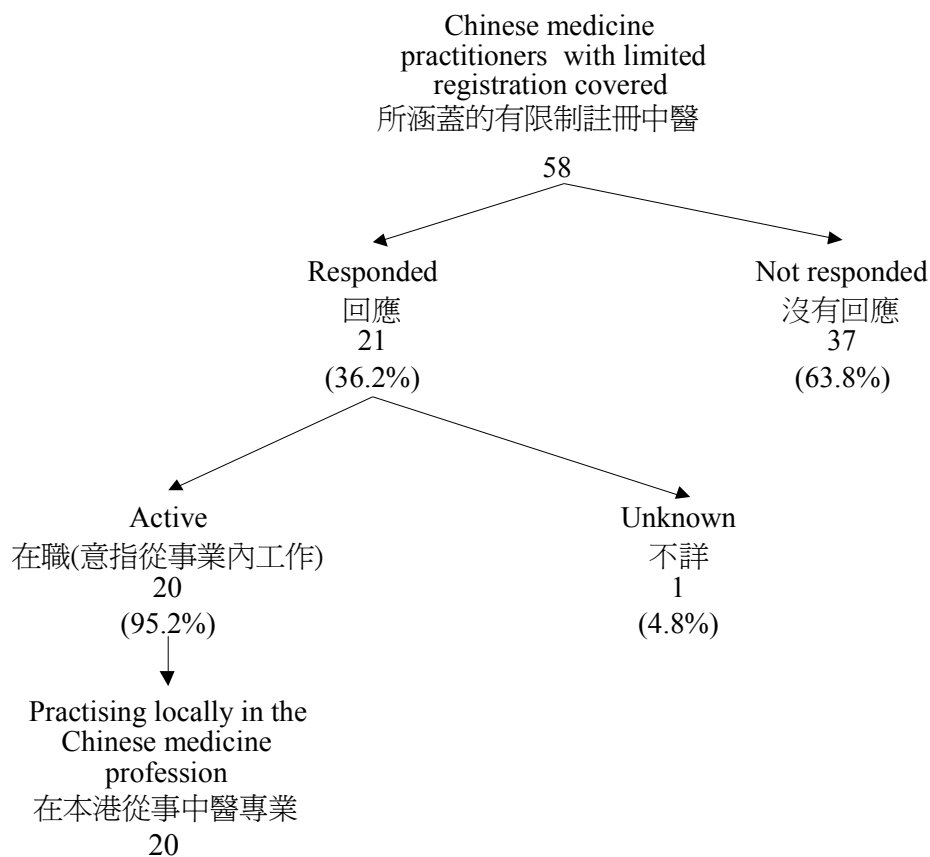 Chinese medicine
practitioners with limited
registration covered
所涵蓋的有限制註冊中醫
58
Responded
回應
21
(36.2%)
Not responded
沒有回應
37
(63.8%)
Active
在職(意指從事業內工作)
20
(95.2%)
Unknown
不詳
1
(4.8%)
Practising locally in the
Chinese medicine
profession
在本港從事中醫專業
20